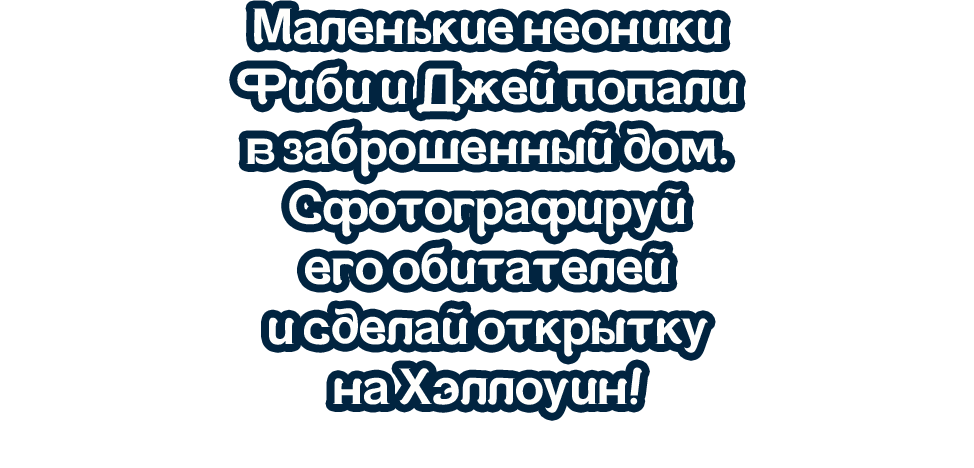 Маленькие неоники
Фиби и Джей попали
в заброшенный дом.
Сфотографируй
его обитателей
и сделай открытку
на Хэллоуин!